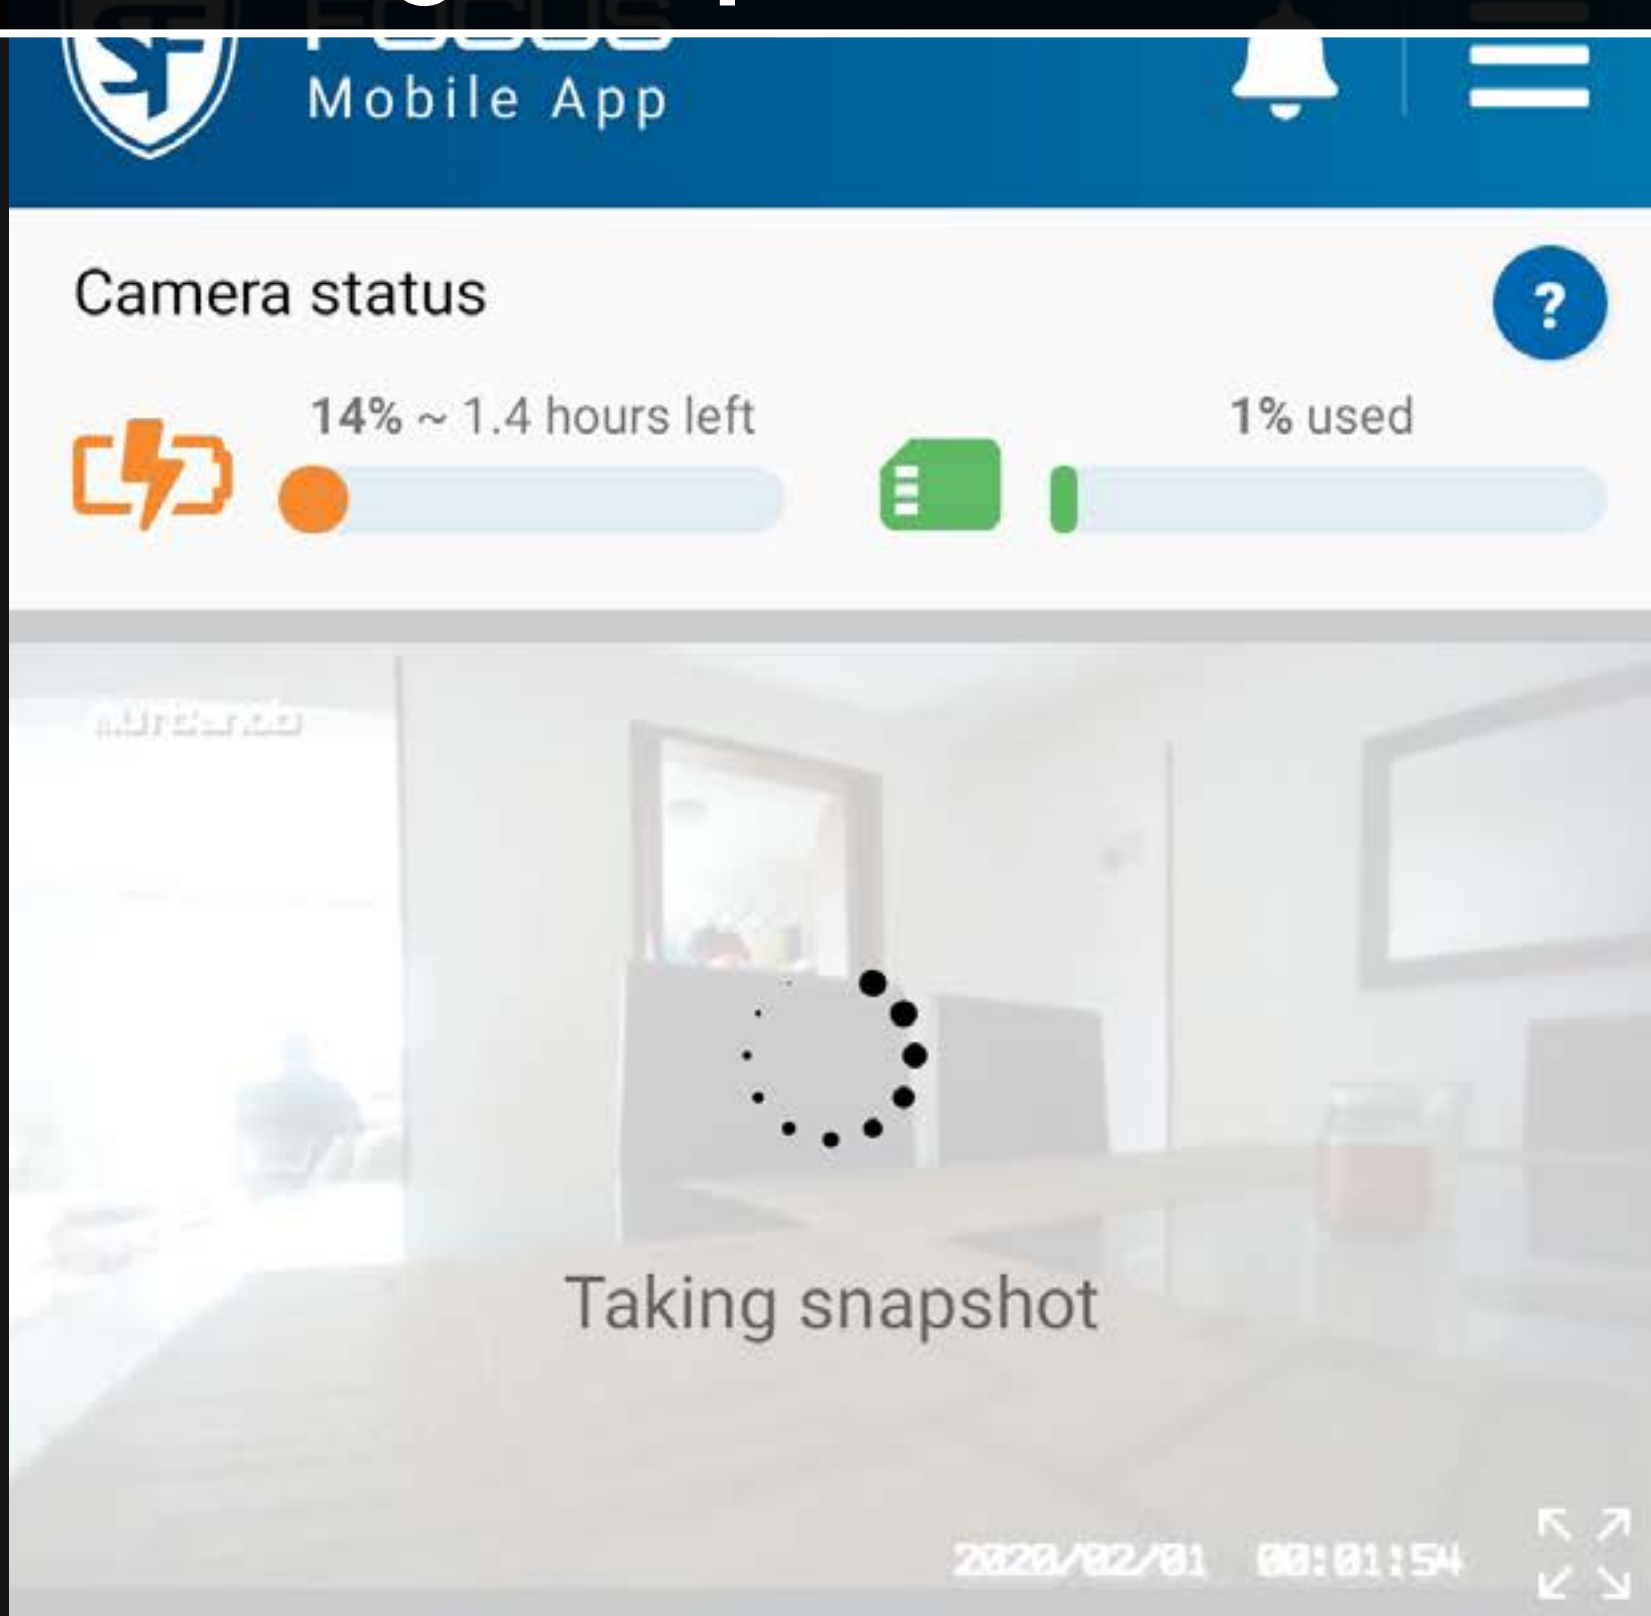 FOCUS
Mobile App
Camera status
?
14% ~ 1.4 hours left
1% used
Taking snapshot
2020/02/01 00:01:54